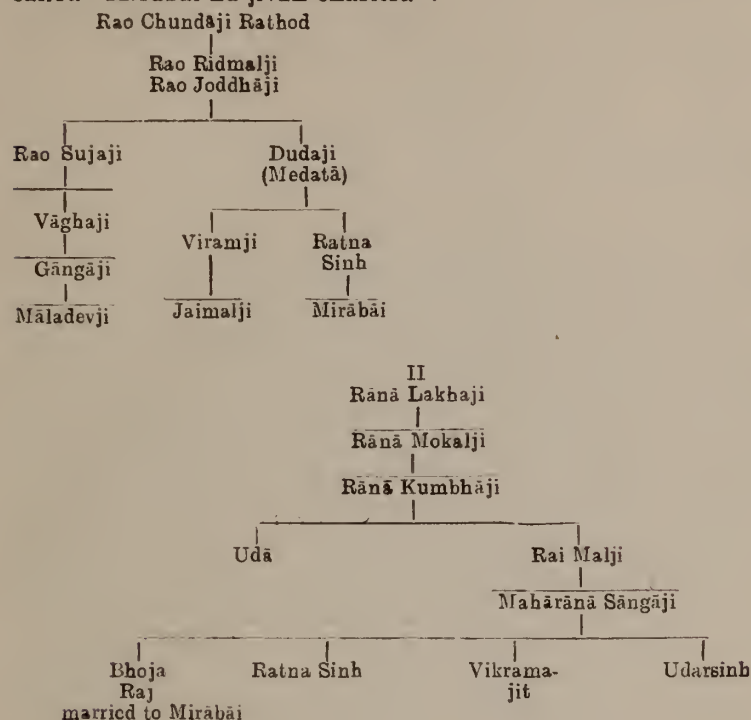 Rao Chundāji Rathod
Rao Ridmalji
Rao Joddhāji
Rao Sujaji Dudaji
(Medatā)
Vāghaji Viramji Ratna
Sinh
Gāngāji
Māladevji Jaimalji Mirābāi
II
Rānā Lakhaji
Rānā Mokalji
Rānā Kumbhāji
Udā Rai Malji
Mahārānā Sāngāji
Bhoja Ratna Sinh Vikrama- Udarsinh
Raj jit
married to Mirābāi